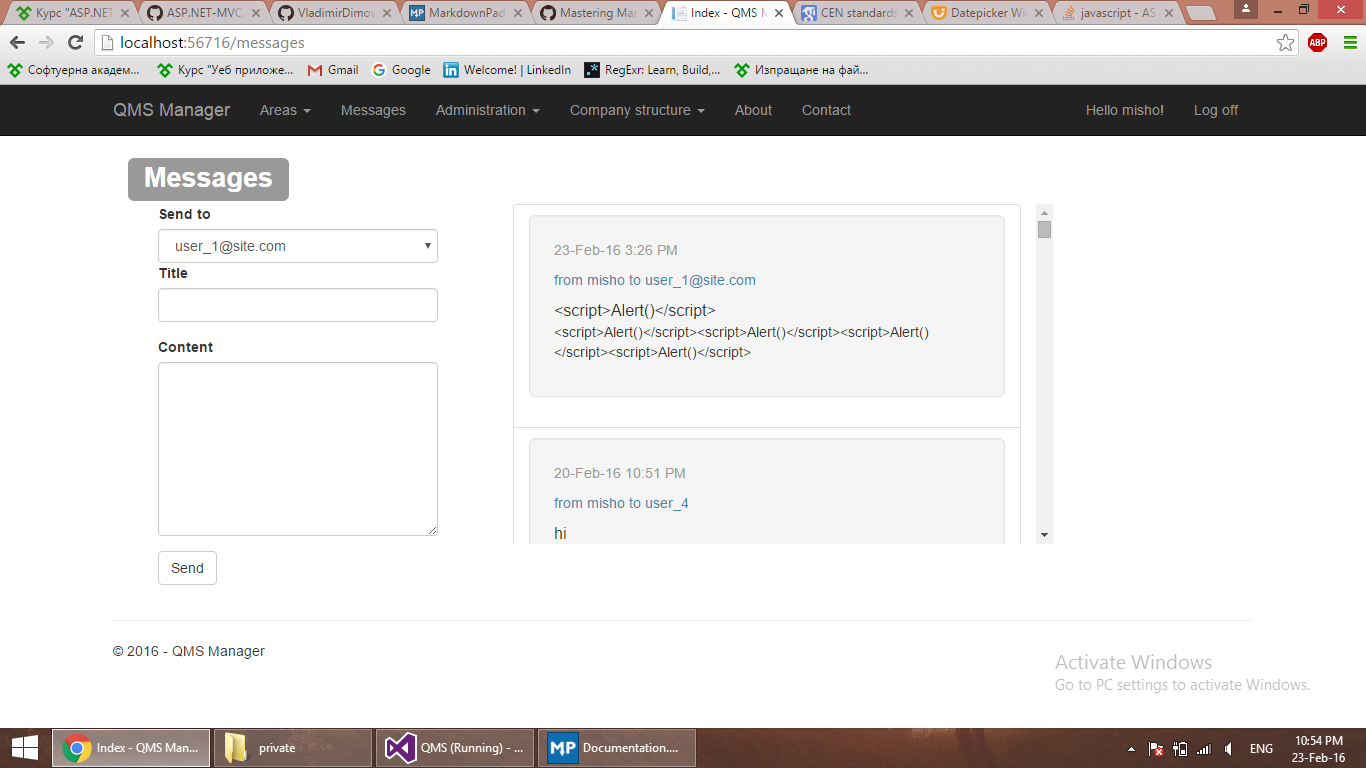 Курс "ASP.NET
ASP.NET-MVC
VladimirDimov
MarkdownPad
Mastering Mar
Index - QMS M
CEN standards
Datepicker Wi
javascript - AS
localhost:56716/messages
ABP
Софтуерна академ...
Курс "Уеб приложе...
Gmail
Google
Welcome! | LinkedIn
RegExr: Learn, Build,...
Изпращане на фай...
QMS Manager
Areas
Messages
Administration
Company structure
About
Contact
Hello misho!
Log off
Messages
Send to
user_1@site.com
Title
Content
Send
23-Feb-16 3:26 PM
from misho to user_1@site.com
<script>Alert()</script>
<script>Alert()</script><script>Alert()</script><script>Alert()
</script><script>Alert()</script>
20-Feb-16 10:51 PM
from misho to user_4
hi
© 2016 - QMS Manager
Activate Windows
Go to PC settings to activate Windows.
Index - QMS Man...
private
QMS (Running) - ...
MP
Documentation....
ENG
10:54 PM
23-Feb-16